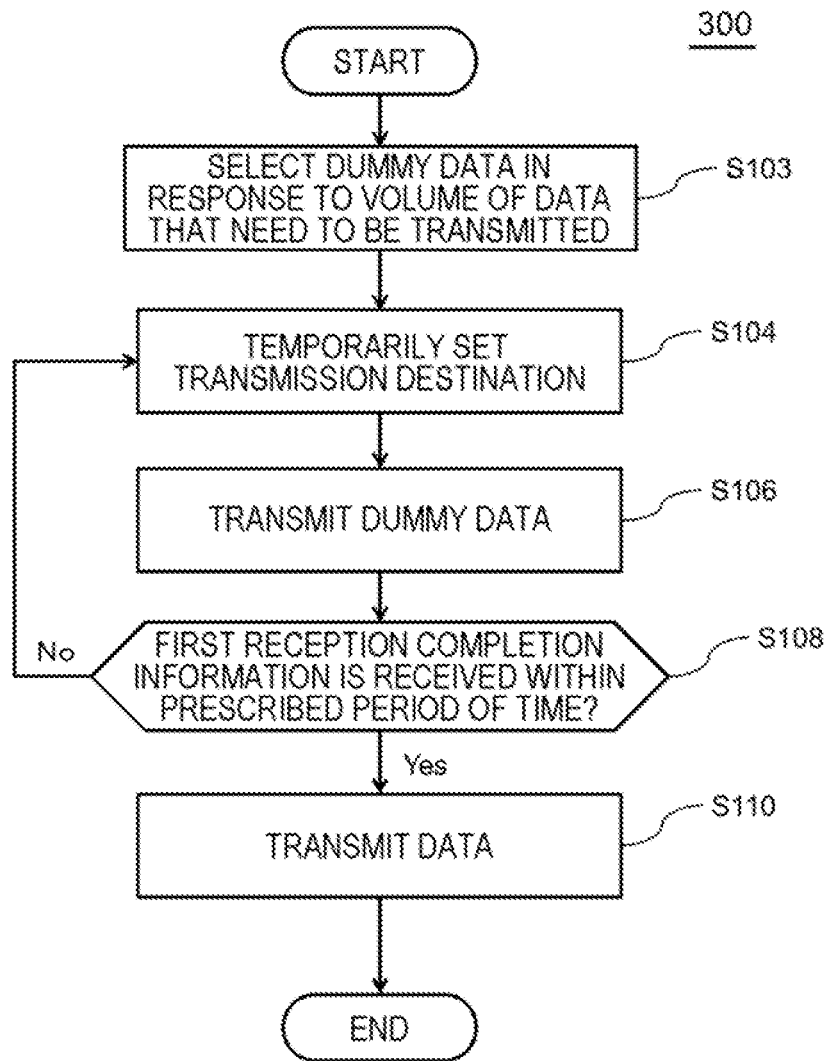 300
START
SELECT DUMMY DATA IN
RESPONSE TO VOLUME OF DATA
THAT NEED TO BE TRANSMITTED
S103
TEMPORARILY SET
TRANSMISSION DESTINATION
S104
TRANSMIT DUMMY DATA
S106
FIRST RECEPTION COMPLETION
INFORMATION IS RECEIVED WITHIN
PRESCRIBED PERIOD OF TIME?
S108
No
Yes
TRANSMIT DATA
S110
END